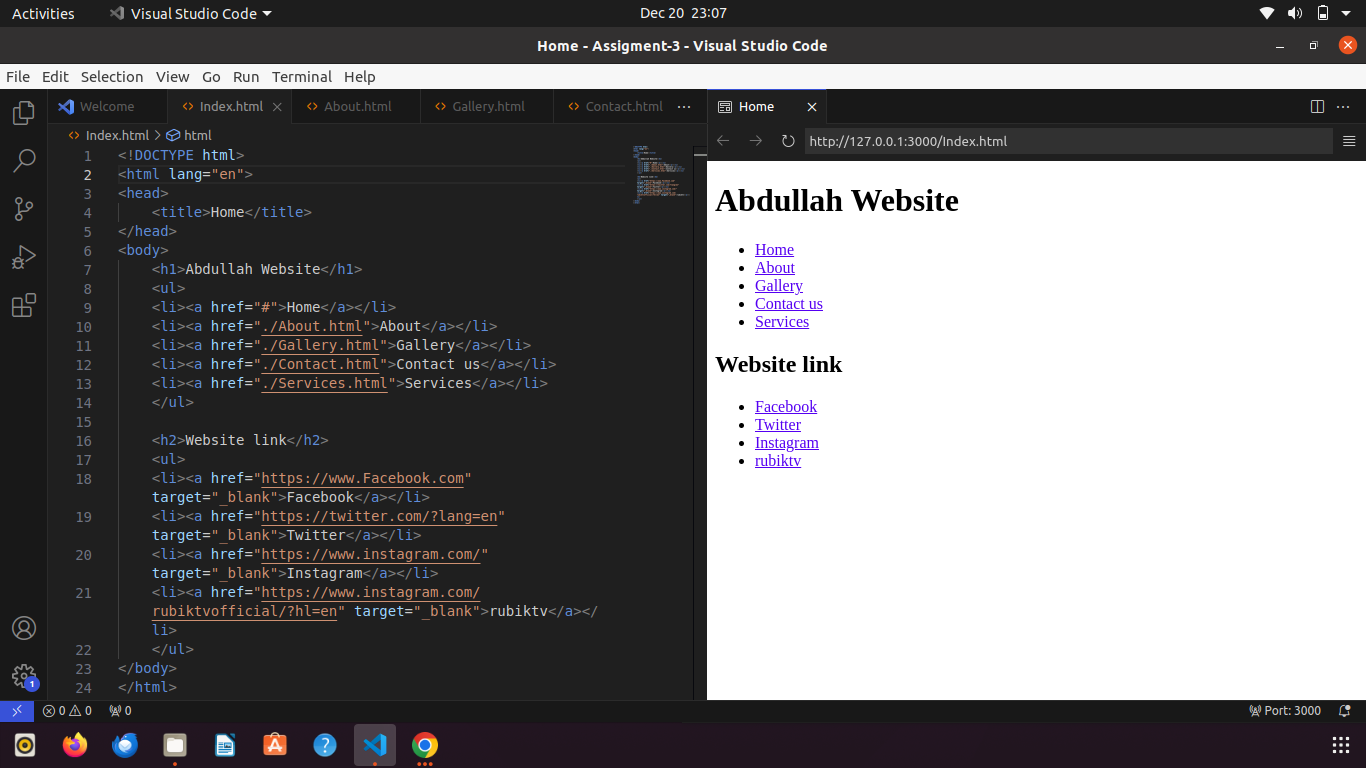 Activities Visual Studio Code Dec 20 23:07
Home - Assigment-3 - Visual Studio Code
File Edit Selection View Go Run Terminal Help
Welcome Index.html About.html Gallery.html Contact.html ···
Index.html > html
1 <!DOCTYPE html>
2 <html lang="en">
3 <head>
4 <title>Home</title>
5 </head>
6 <body>
7 <h1>Abdullah Website</h1>
8 <ul>
9 <li><a href="#">Home</a></li>
10 <li><a href="./About.html">About</a></li>
11 <li><a href="./Gallery.html">Gallery</a></li>
12 <li><a href="./Contact.html">Contact us</a></li>
13 <li><a href="./Services.html">Services</a></li>
14 </ul>
15
16 <h2>Website link</h2>
17 <ul>
18 <li><a href="https://www.Facebook.com"
target="_blank">Facebook</a></li>
19 <li><a href="https://twitter.com/?lang=en"
target="_blank">Twitter</a></li>
20 <li><a href="https://www.instagram.com/"
target="_blank">Instagram</a></li>
21 <li><a href="https://www.instagram.com/
rubiktvofficial/?hl=en" target="_blank">rubiktv</a></
li>
22 </ul>
23 </body>
24 </html>
Home
http://127.0.0.1:3000/Index.html
Abdullah Website
Home
About
Gallery
Contact us
Services
Website link
Facebook
Twitter
Instagram
rubiktv
1
0 0 0 Port: 3000